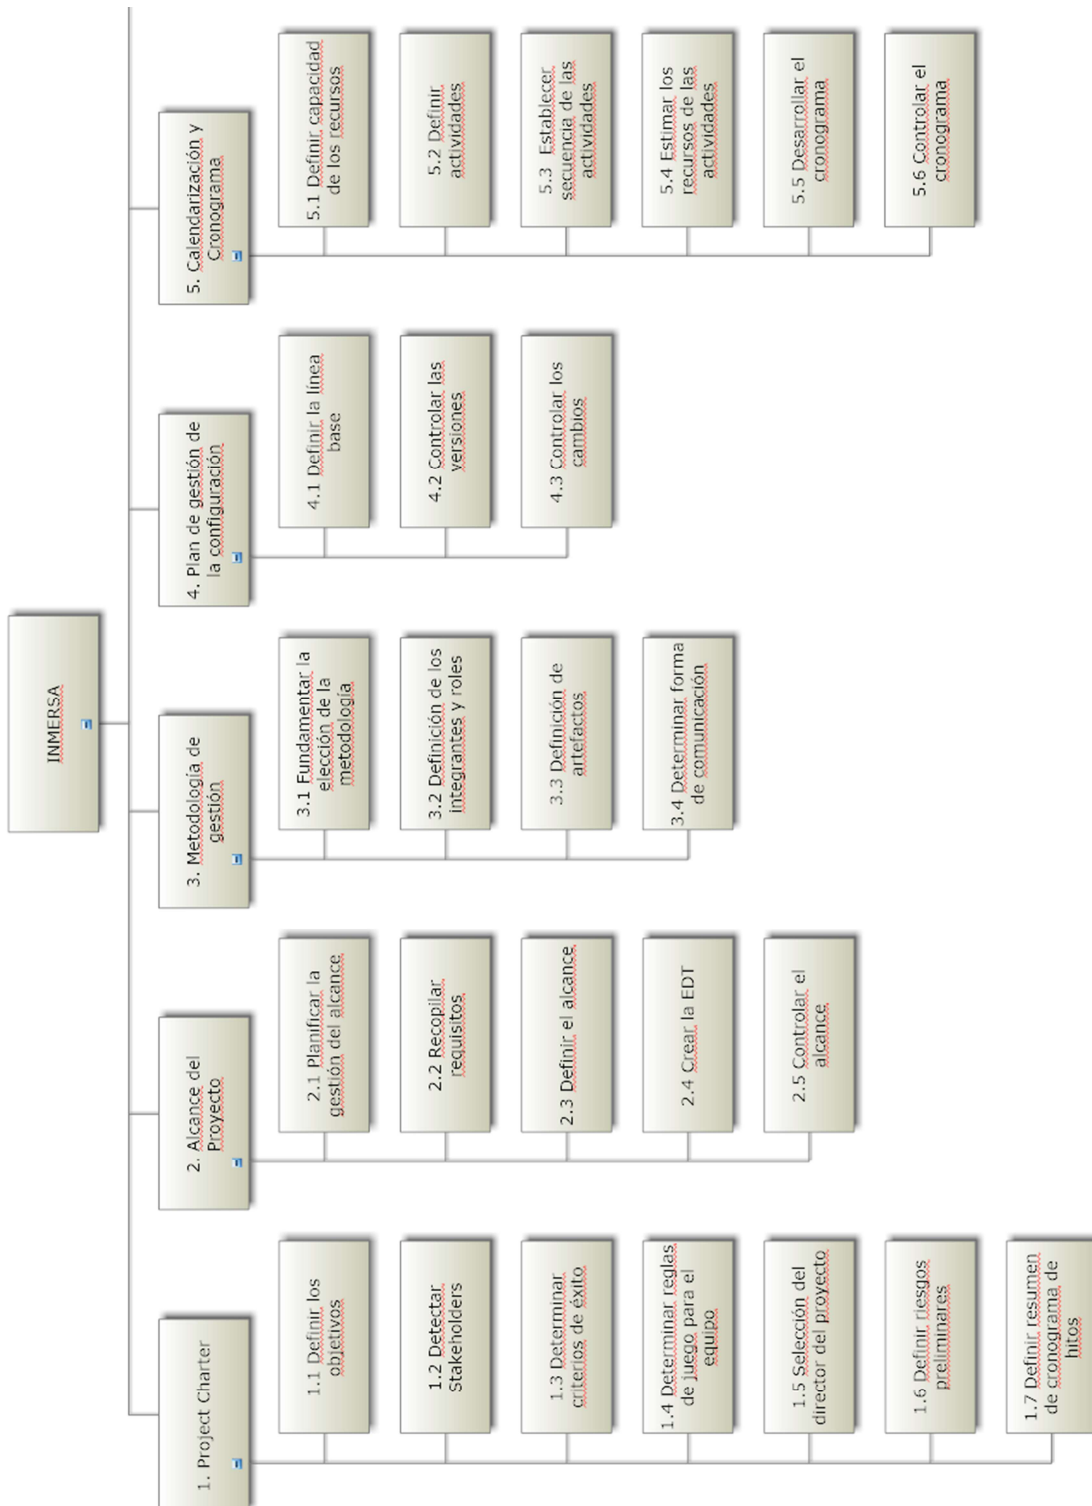 INMERSA
1. Project Charter
1.1 Definir los
objetivos
1.2 Detectar
Stakeholders
1.3 Determinar
criterios de éxito
1.4 Determinar reglas
de juego para el
equipo
1.5 Selección del
director del proyecto
1.6 Definir riesgos
preliminares
1.7 Definir resumen
de cronograma de
hitos
2. Alcance del
Proyecto
2.1 Planificar la
gestión del alcance
2.2 Recopilar
requisitos
2.3 Definir el alcance
2.4 Crear la EDT
2.5 Controlar el
alcance
3. Metodología de
gestión
3.1 Fundamentar la
elección de la
metodología
3.2 Definición de los
integrantes y roles
3.3 Definición de
artefactos
3.4 Determinar forma
de comunicación
4. Plan de gestión de
la configuración
4.1 Definir la línea
base
4.2 Controlar las
versiones
4.3 Controlar los
cambios
5. Calendarización y
Cronograma
5.1 Definir capacidad
de los recursos
5.2 Definir
actividades
5.3 Establecer
secuencia de las
actividades
5.4 Estimar los
recursos de las
actividades
5.5 Desarrollar el
cronograma
5.6 Controlar el
cronograma